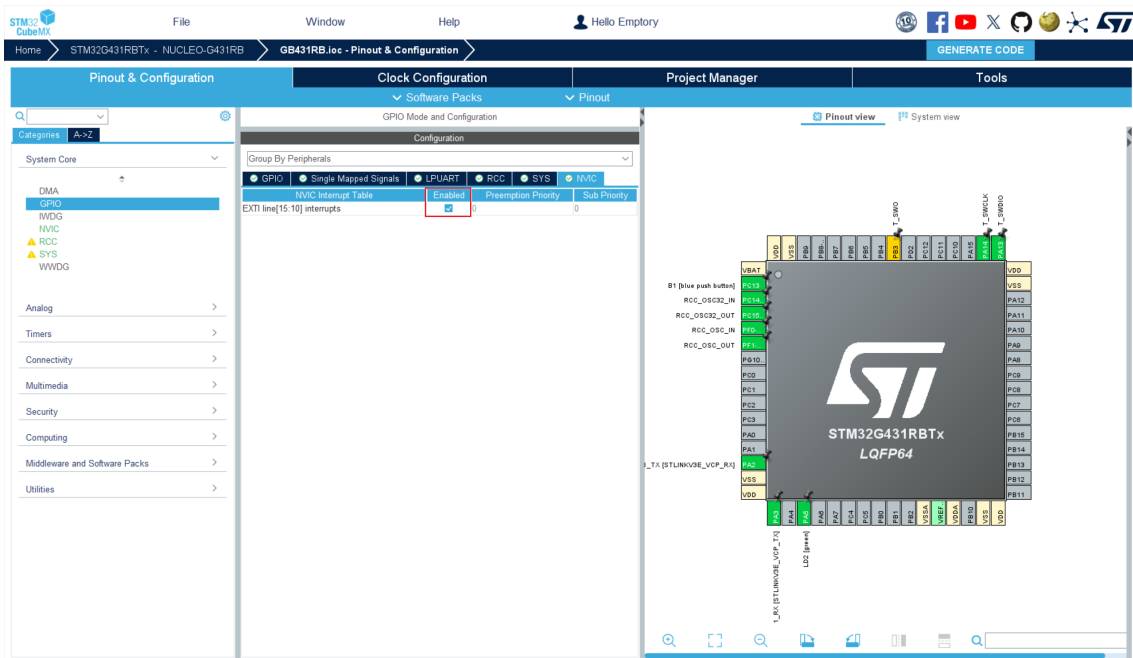 STM32
CubeMX
File
Window
Help
Hello Emptory
10
Home
STM32G431RBTx - NUCLEO-G431RB
GB431RB.ioc - Pinout & Configuration
GENERATE CODE
Pinout & Configuration
Clock Configuration
Project Manager
Tools
Software Packs
Pinout
GPIO Mode and Configuration
Pinout view
System view
Categories
A->Z
Configuration
System Core
Group By Peripherals
GPIO
Single Mapped Signals
LPUART
RCC
SYS
NVIC
NVIC Interrupt Table
Enabled
Preemption Priority
Sub Priority
EXTI line[15:10] interrupts
0
0
DMA
GPIO
IWDG
NVIC
RCC
SYS
WWDG
Analog
Timers
Connectivity
Multimedia
Security
Computing
Middleware and Software Packs
Utilities
T_SWO
T_SWCLK
T_SWDIO
VDD
VSS
PB9
PB8..
PB7
PB6
PB5
PB4
PB3
PD2
PC12
PC11
PC10
PA15
PA14
PA13
VBAT
B1 [blue push button]
PC13
RCC_OSC32_IN
PC14..
RCC_OSC32_OUT
PC15..
RCC_OSC_IN
PF0-..
RCC_OSC_OUT
PF1-..
PG10..
PC0
PC1
PC2
PC3
PA0
PA1
I_TX [STLINKV3E_VCP_RX]
PA2
VSS
VDD
VDD
VSS
PA12
PA11
PA10
PA9
PA8
PC9
PC8
PC7
PC6
PB15
PB14
PB13
PB12
PB11
STM32G431RBTx
LQFP64
PA3
PA4
PA5
PA6
PA7
PC4
PC5
PB0
PB1
PB2
VSSA
VREF..
VDDA
PB10
VSS
VDD
1_RX [STLINKV3E_VCP_TX]
LD2 [green]